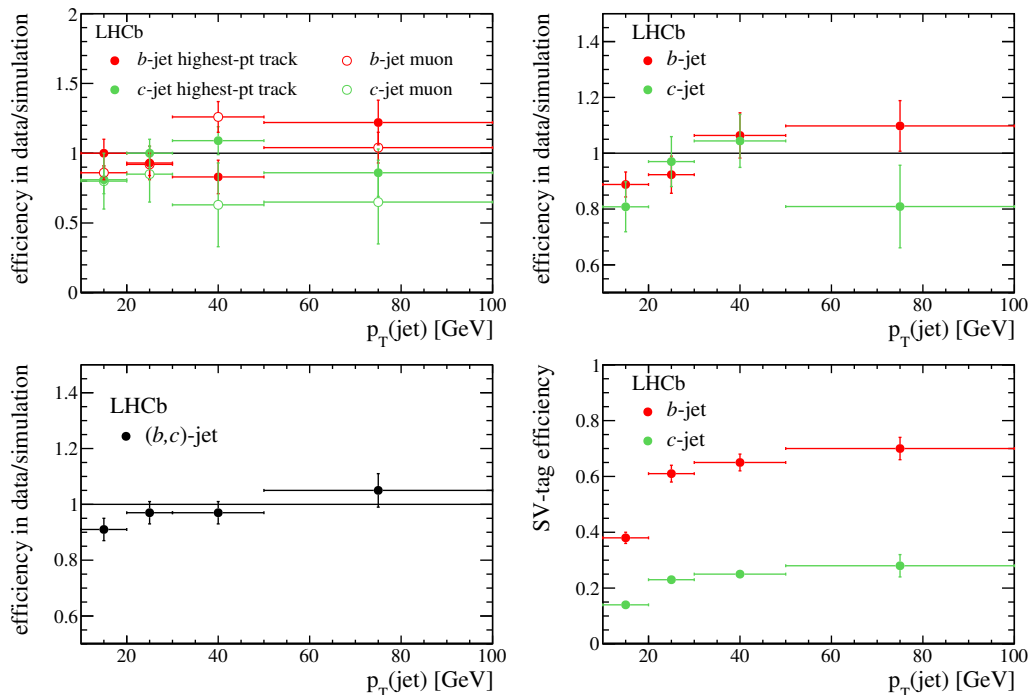 efficiency in data/simulation
2
1.5
1
0.5
0
LHCb
b-jet highest-pt track
b-jet muon
c-jet highest-pt track
c-jet muon
20 40 60 80 100
p_T(jet) [GeV]
efficiency in data/simulation
1.4
1.2
1
0.8
0.6
LHCb
b-jet
c-jet
20 40 60 80 100
p_T(jet) [GeV]
efficiency in data/simulation
1.4
1.2
1
0.8
0.6
LHCb
(b,c)-jet
20 40 60 80 100
p_T(jet) [GeV]
SV-tag efficiency
1
0.8
0.6
0.4
0.2
0
LHCb
b-jet
c-jet
20 40 60 80 100
p_T(jet) [GeV]